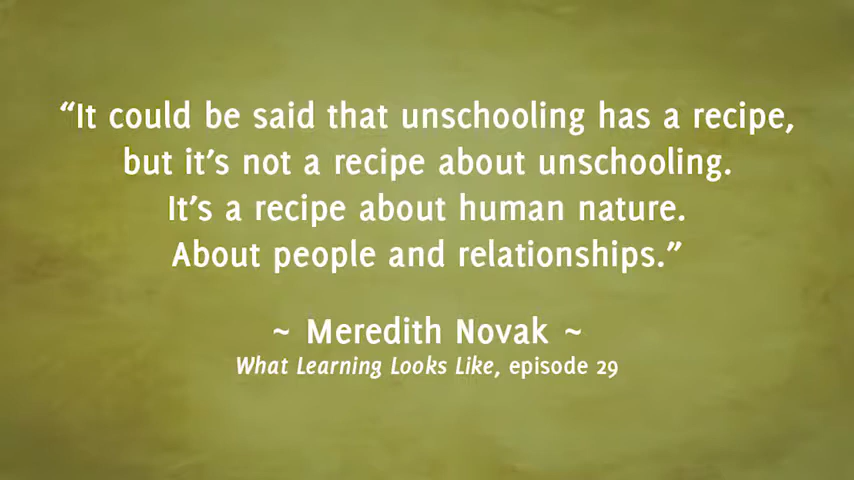 “It could be said that unschooling has a recipe,
but it’s not a recipe about unschooling.
It’s a recipe about human nature.
About people and relationships.”
~ Meredith Novak ~
What Learning Looks Like, episode 29